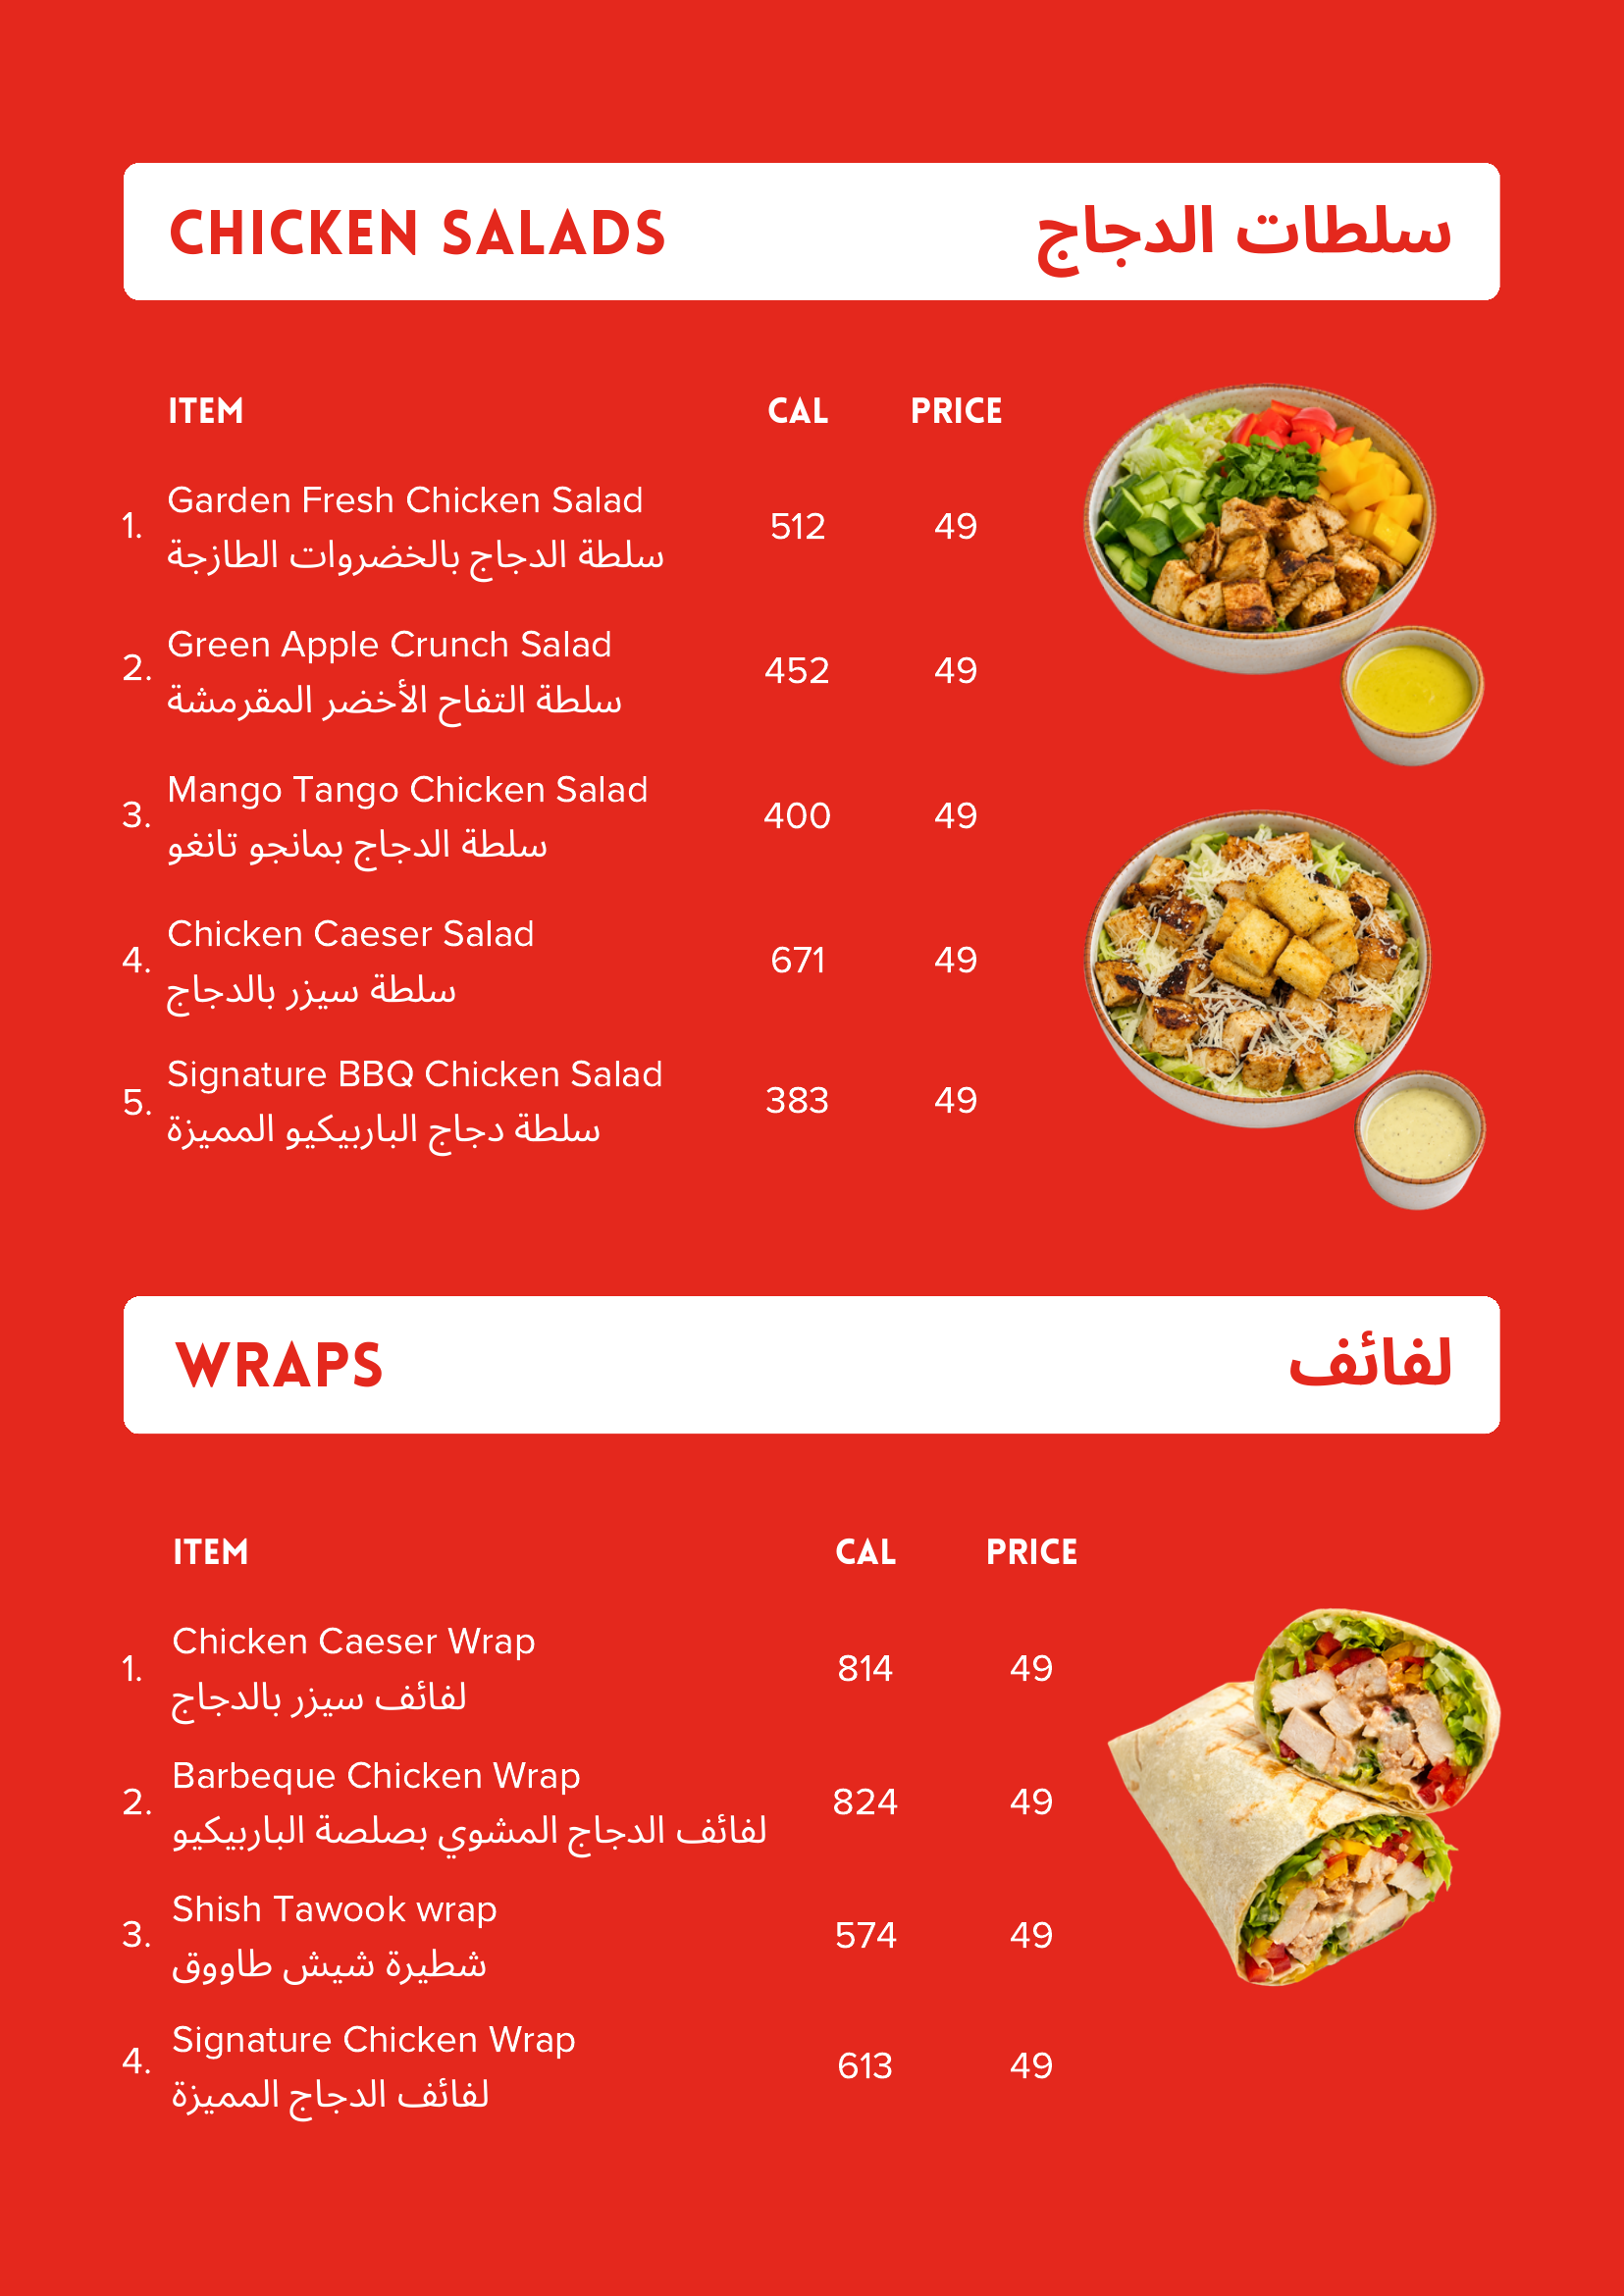 CHICKEN SALADS سلطات الدجاج
ITEM CAL PRICE
1. Garden Fresh Chicken Salad 512 49
سلطة الدجاج بالخضروات الطازجة
2. Green Apple Crunch Salad 452 49
سلطة التفاح الأخضر المقرمشة
3. Mango Tango Chicken Salad 400 49
سلطة الدجاج بمانجو تانغو
4. Chicken Caeser Salad 671 49
سلطة سيزر بالدجاج
5. Signature BBQ Chicken Salad 383 49
سلطة دجاج الباربيكيو المميزة
WRAPS لفائف
ITEM CAL PRICE
1. Chicken Caeser Wrap 814 49
لفائف سيزر بالدجاج
2. Barbeque Chicken Wrap 824 49
لفائف الدجاج المشوي بصلصة الباربيكيو
3. Shish Tawook wrap 574 49
شطيرة شيش طاووق
4. Signature Chicken Wrap 613 49
لفائف الدجاج المميزة